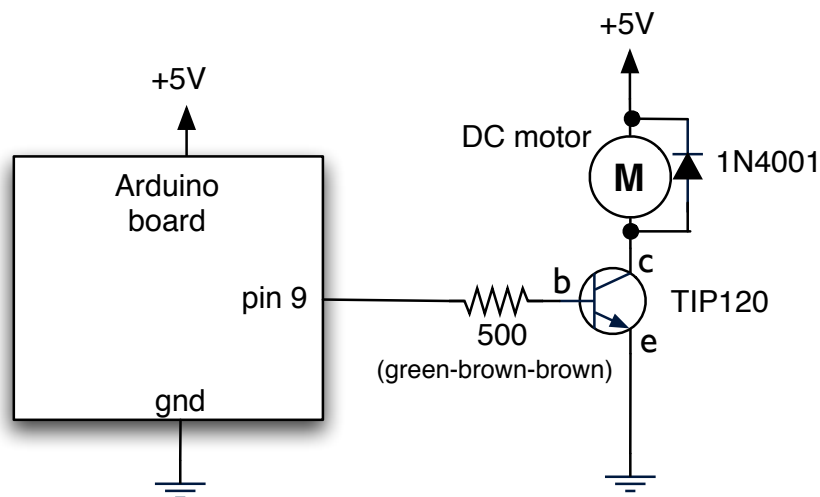 +5V
Arduino
board
pin 9
gnd
500
(green-brown-brown)
+5V
DC motor
M
1N4001
b
c
TIP120
e